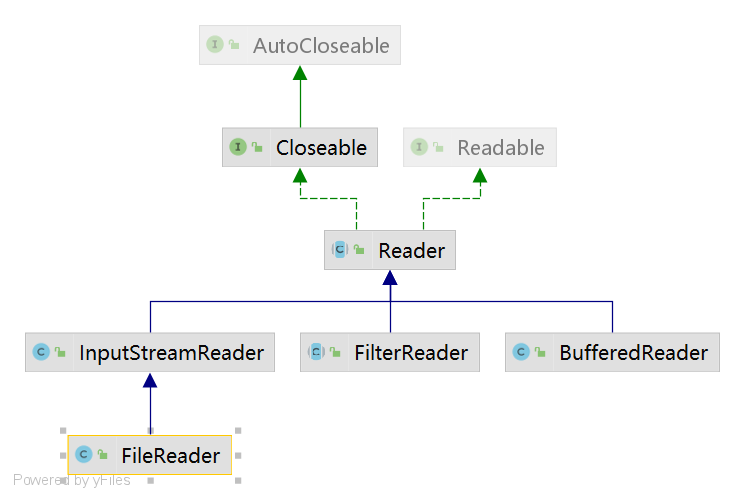 I AutoCloseable
I Closeable
I Readable
C Reader
C InputStreamReader
C FilterReader
C BufferedReader
C FileReader
Powered by yFiles